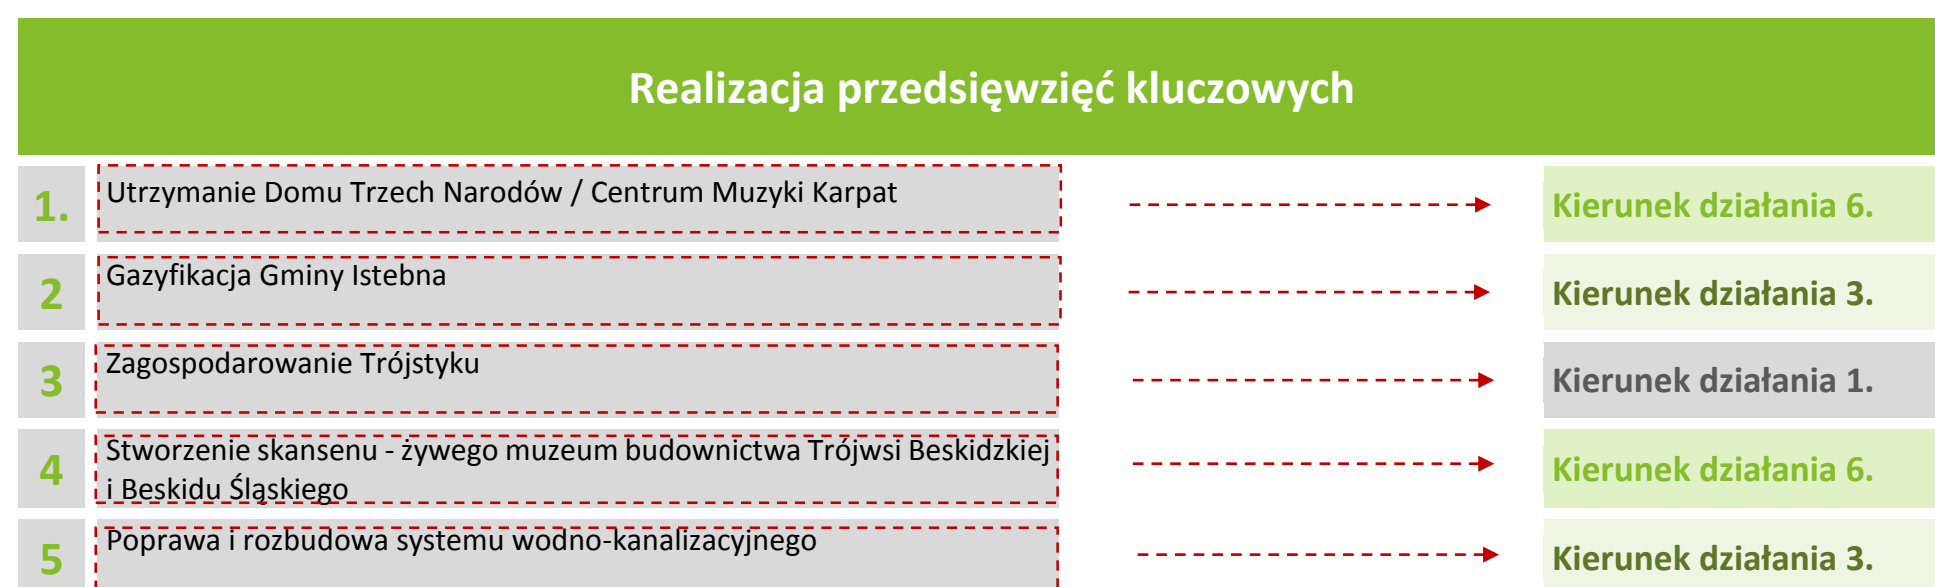 Realizacja przedsięwzięć kluczowych
1. Utrzymanie Domu Trzech Narodów / Centrum Muzyki Karpat Kierunek działania 6.
2 Gazyfikacja Gminy Istebna Kierunek działania 3.
3 Zagospodarowanie Trójstyku Kierunek działania 1.
4 Stworzenie skansenu - żywego muzeum budownictwa Trójwsi Beskidzkiej
i Beskidu Śląskiego Kierunek działania 6.
5 Poprawa i rozbudowa systemu wodno-kanalizacyjnego Kierunek działania 3.